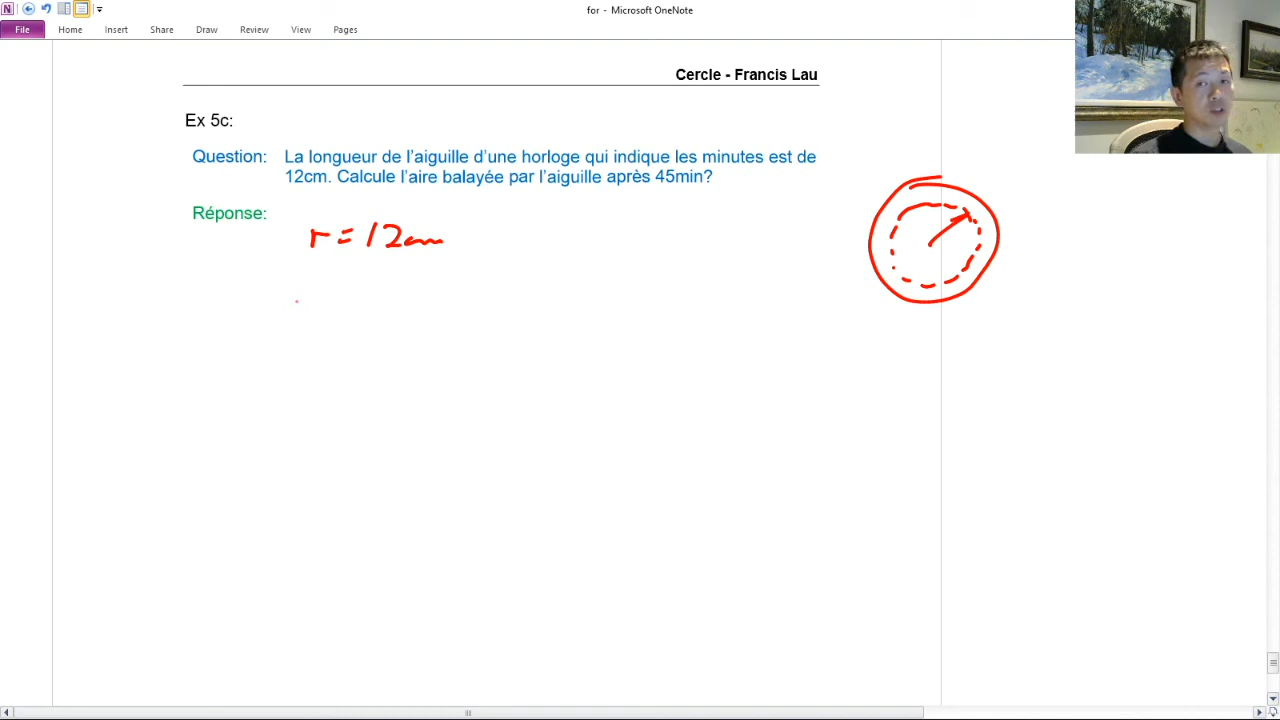 for - Microsoft OneNote
File Home Insert Share Draw Review View Pages
Cercle - Francis Lau
Ex 5c:
Question: La longueur de l'aiguille d'une horloge qui indique les minutes est de
12cm. Calcule l'aire balayée par l'aiguille après 45min?
Réponse:
r = 12cm